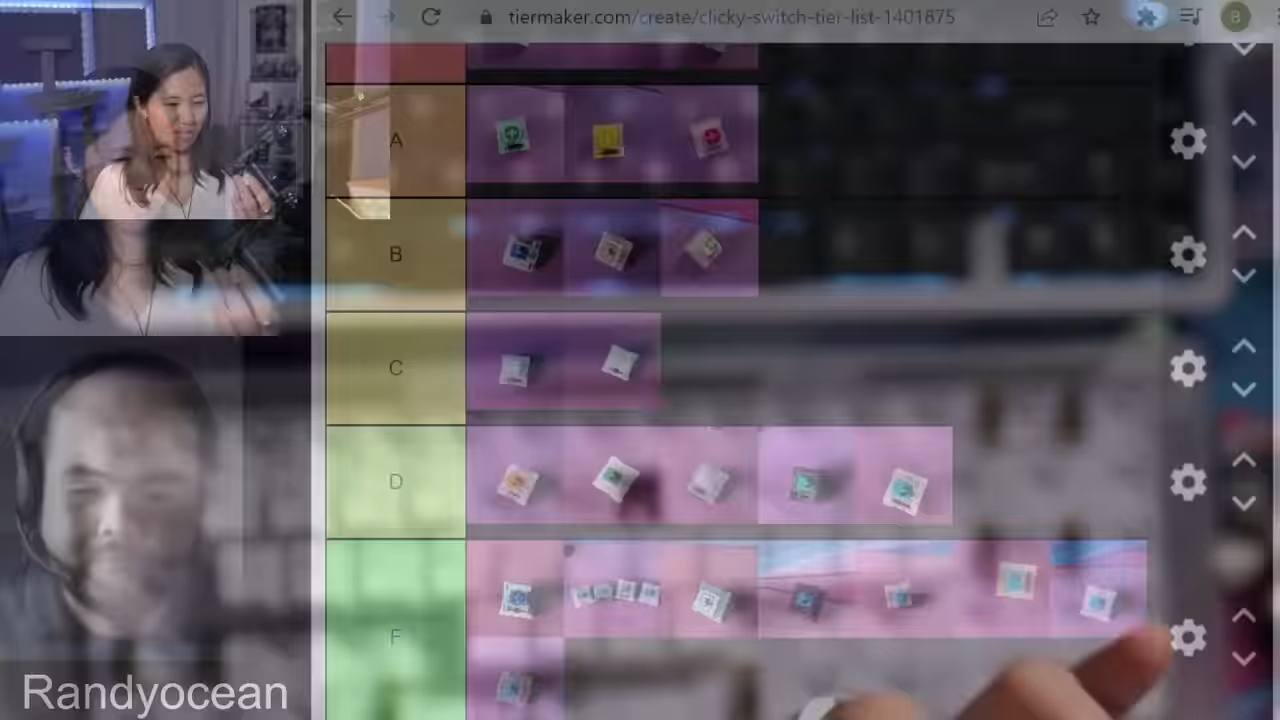 tiermaker.com/create/clicky-switch-tier-list-1401875
B
A
B
C
D
F
Randyocean